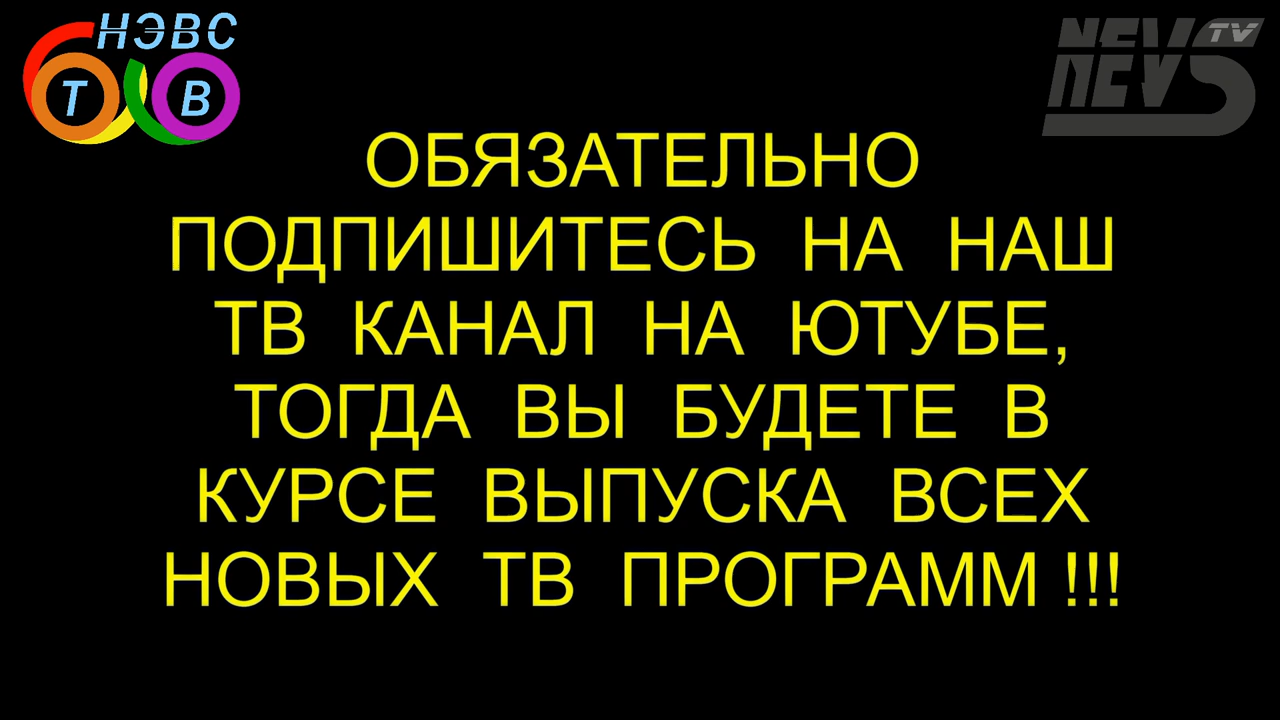 НЭВС
Т В
TV
NEVS
ОБЯЗАТЕЛЬНО
ПОДПИШИТЕСЬ НА НАШ
ТВ КАНАЛ НА ЮТУБЕ,
ТОГДА ВЫ БУДЕТЕ В
КУРСЕ ВЫПУСКА ВСЕХ
НОВЫХ ТВ ПРОГРАММ !!!